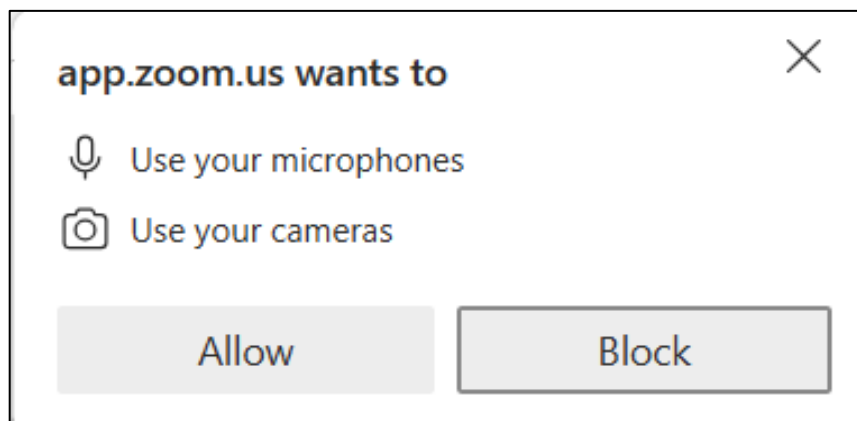 app.zoom.us wants to
Use your microphones
Use your cameras
Allow
Block